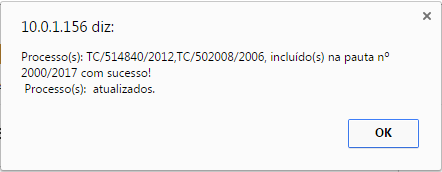 10.0.1.156 diz:
Processo(s): TC/514840/2012,TC/502008/2006, incluído(s) na pauta nº
2000/2017 com sucesso!
Processo(s):  atualizados.
OK